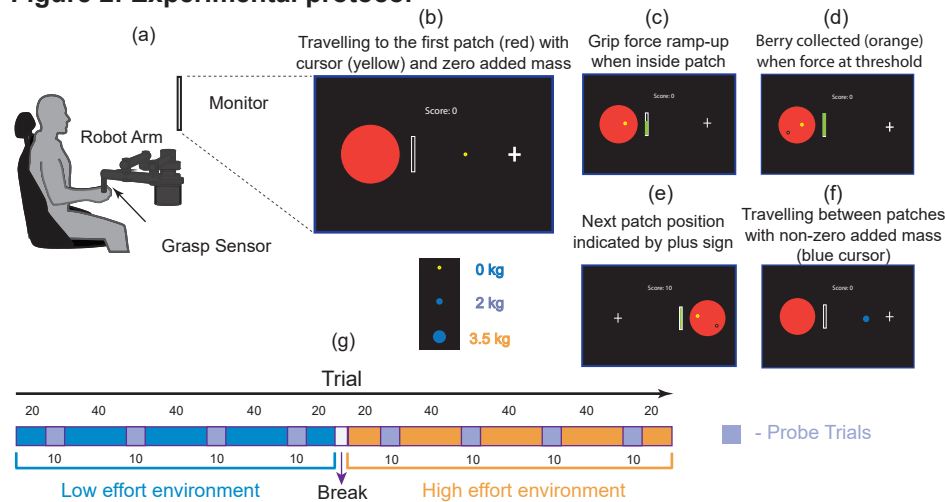 Figure 2: Experimental protocol
(a)
Monitor
Robot Arm
Grasp Sensor
(b)
Travelling to the first patch (red) with
cursor (yellow) and zero added mass
Score: 0
(c)
Grip force ramp-up
when inside patch
Score: 0
(d)
Berry collected (orange)
when force at threshold
Score: 0
(e)
Next patch position
indicated by plus sign
Score: 10
(f)
Travelling between patches
with non-zero added mass
(blue cursor)
Score: 0
0 kg
2 kg
3.5 kg
(g)
Trial
20 40 40 40 20 20 40 40 40 20
10 10 10 10 10 10 10 10
Low effort environment
Break
High effort environment
- Probe Trials